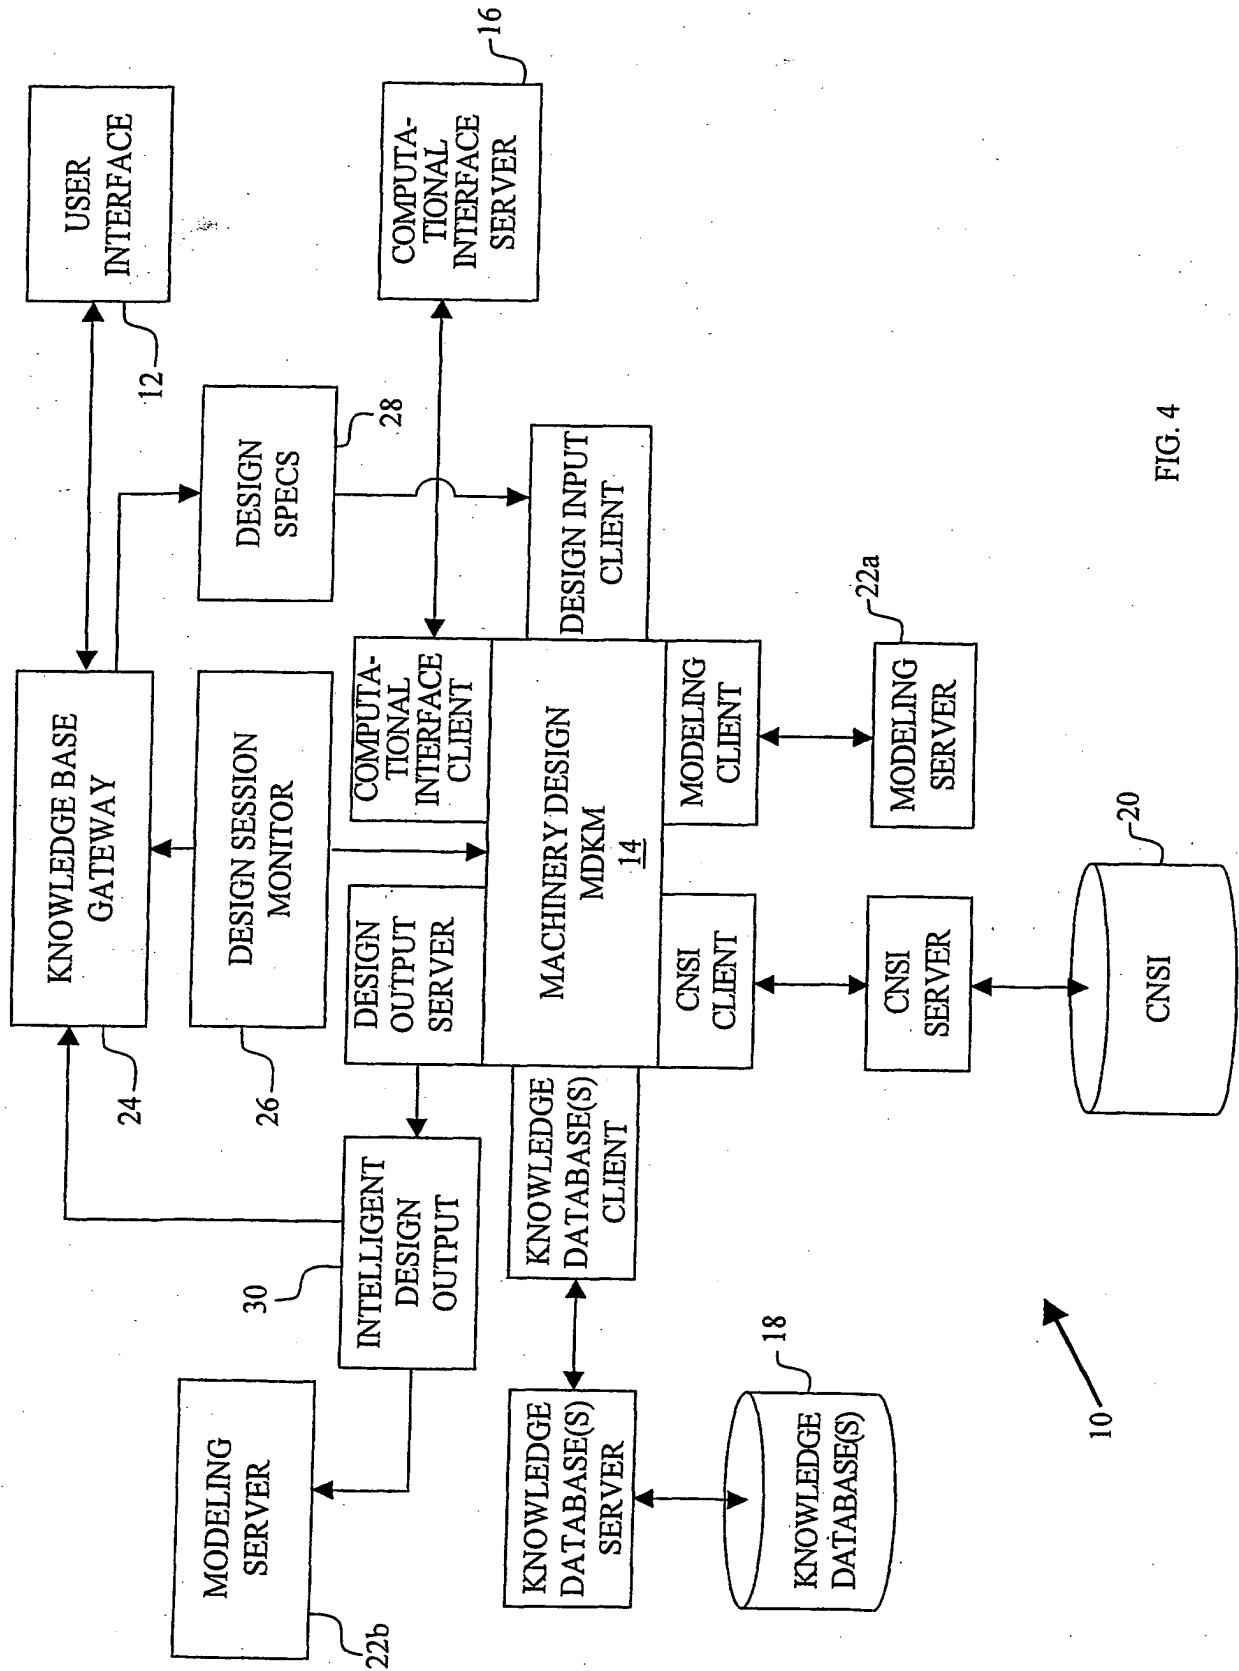 22b
MODELING
SERVER
30
INTELLIGENT
DESIGN
OUTPUT
24
KNOWLEDGE BASE
GATEWAY
26
DESIGN SESSION
MONITOR
12
USER
INTERFACE
28
DESIGN
SPECS
16
COMPUTA-
TIONAL
INTERFACE
SERVER
DESIGN
OUTPUT
SERVER
COMPUTA-
TIONAL
INTERFACE
CLIENT
KNOWLEDGE
DATABASE(S)
SERVER
KNOWLEDGE
DATABASE(S)
CLIENT
MACHINERY DESIGN
MDKM
14
DESIGN INPUT
CLIENT
CNSI
CLIENT
MODELING
CLIENT
18
KNOWLEDGE
DATABASE(S)
CNSI
SERVER
22a
MODELING
SERVER
20
CNSI
10
FIG. 4